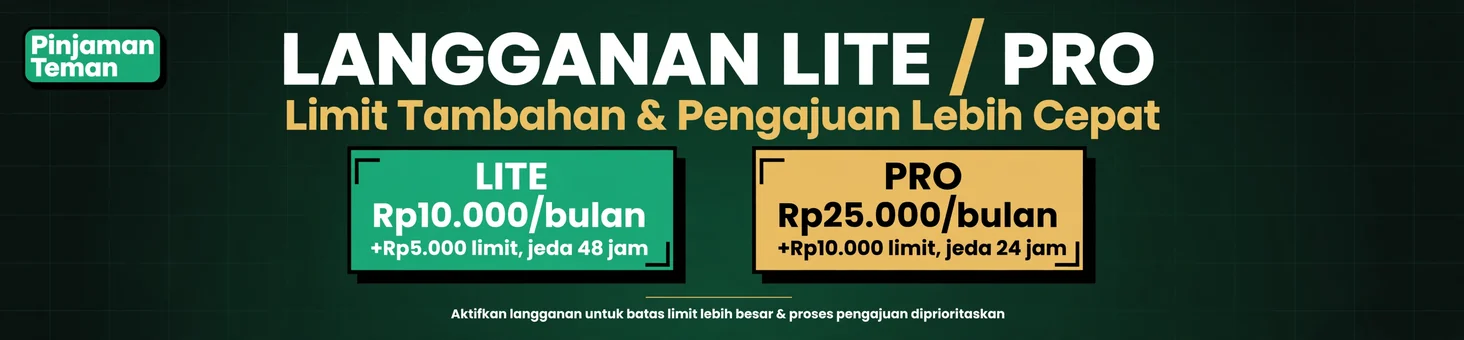 Pinjaman
Teman
LANGGANAN LITE / PRO
Limit Tambahan & Pengajuan Lebih Cepat
LITE
Rp10.000/bulan
+Rp5.000 limit, jeda 48 jam
PRO
Rp25.000/bulan
+Rp10.000 limit, jeda 24 jam
Aktifkan langganan untuk batas limit lebih besar & proses pengajuan diprioritaskan